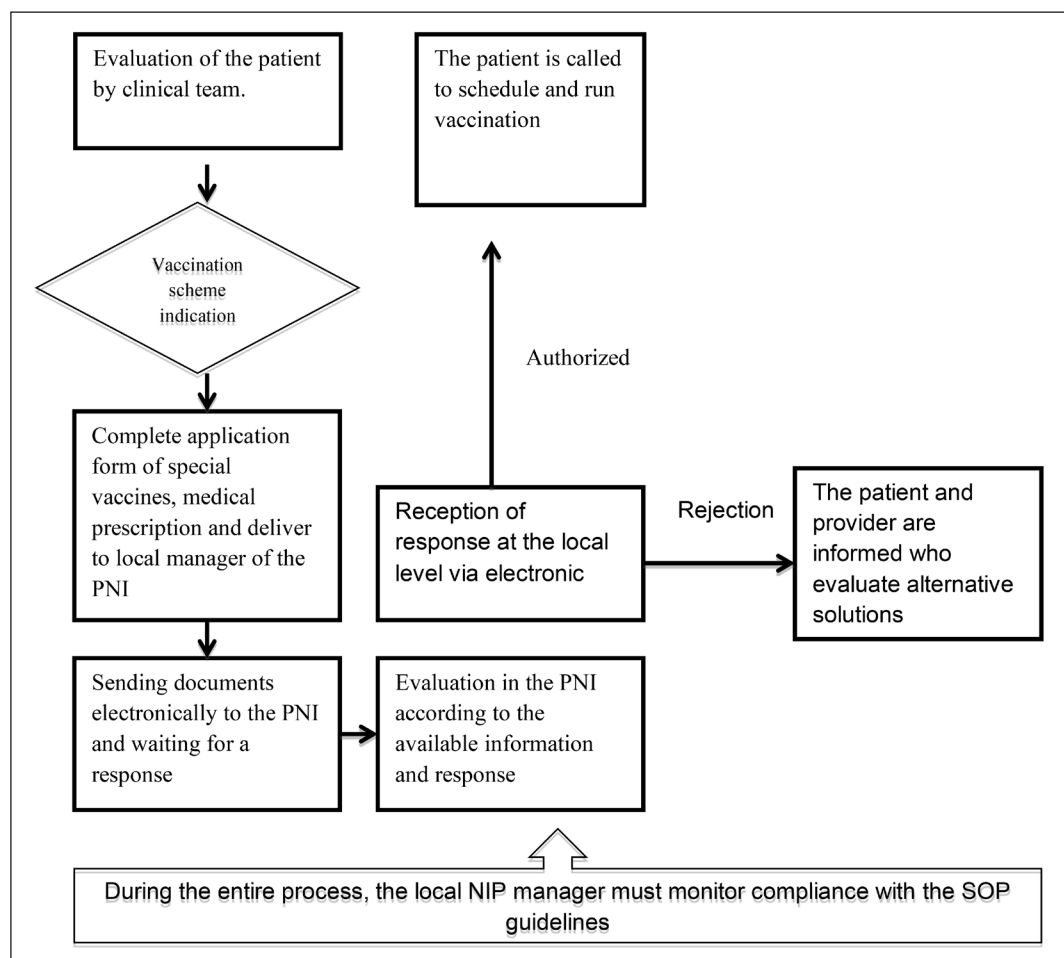 Evaluation of the patient
by clinical team.
Vaccination
scheme
indication
Complete application
form of special
vaccines, medical
prescription and deliver
to local manager of the
PNI
Sending documents
electronically to the PNI
and waiting for a
response
Evaluation in the PNI
according to the
available information
and response
Reception of
response at the local
level via electronic
Authorized
The patient is called
to schedule and run
vaccination
Rejection
The patient and
provider are
informed who
evaluate alternative
solutions
During the entire process, the local NIP manager must monitor compliance with the SOP
guidelines